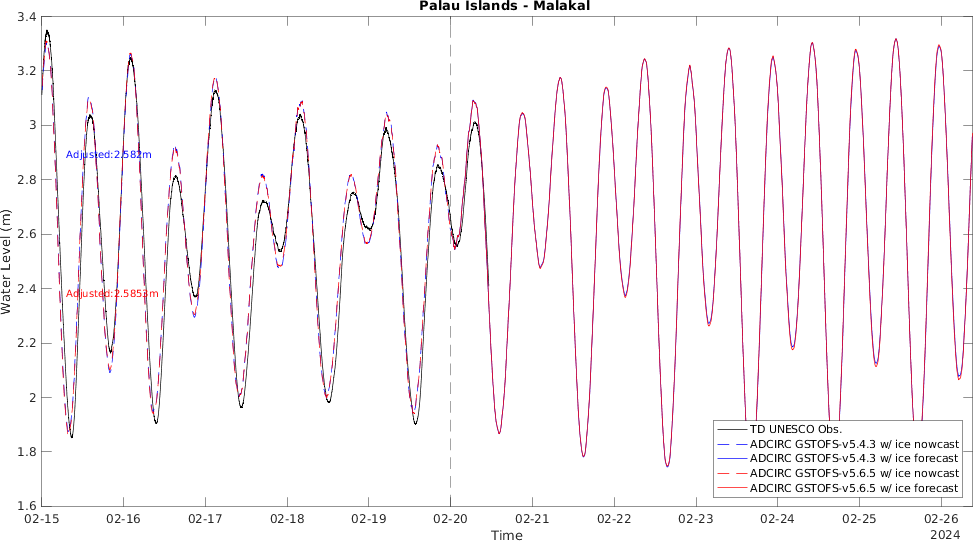 Palau Islands - Malakal
Water Level (m)
3.4
3.2
3
2.8
2.6
2.4
2.2
2
1.8
1.6
Adjusted:2.582m
Adjusted:2.5853m
TD UNESCO Obs.
ADCIRC GSTOFS-v5.4.3 w/ ice nowcast
ADCIRC GSTOFS-v5.4.3 w/ ice forecast
ADCIRC GSTOFS-v5.6.5 w/ ice nowcast
ADCIRC GSTOFS-v5.6.5 w/ ice forecast
02-15 02-16 02-17 02-18 02-19 02-20 02-21 02-22 02-23 02-24 02-25 02-26
Time
2024